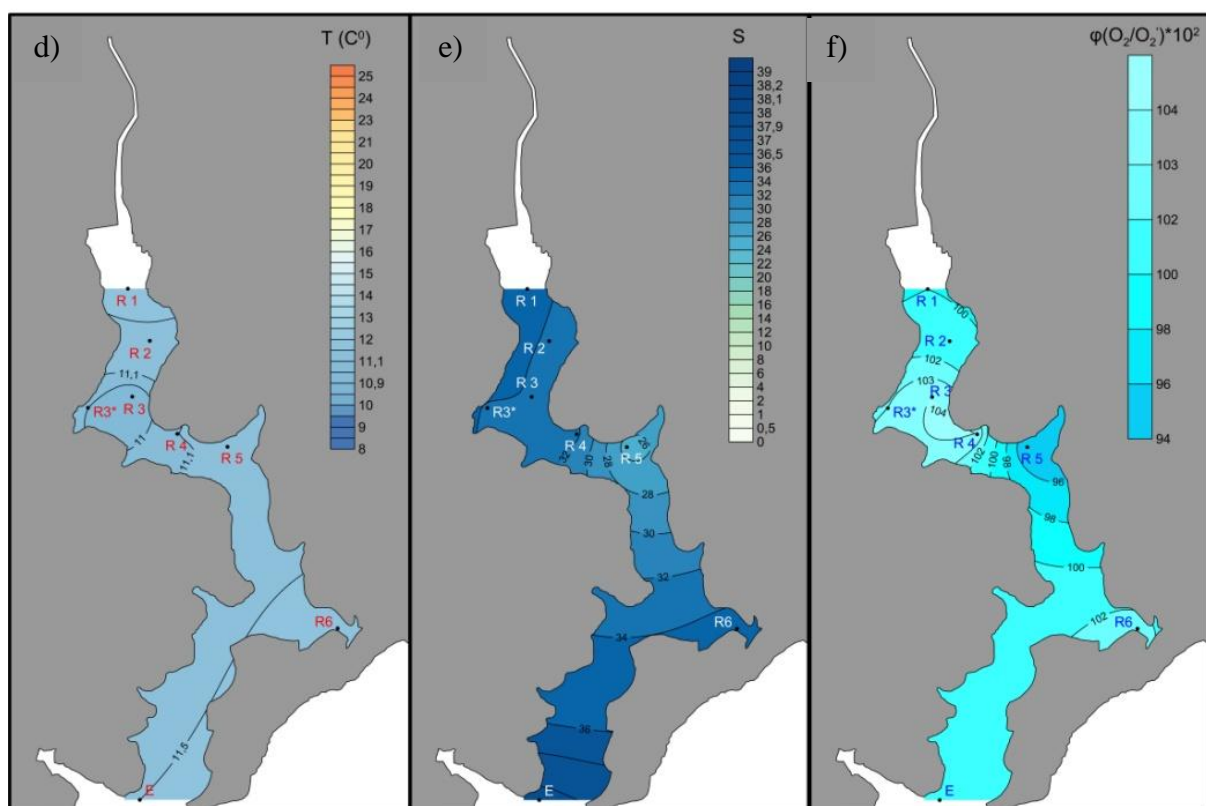 d)
T (C⁰)
25
24
23
22
21
20
19
18
17
16
15
14
13
12
11,1
10,9
10
9
8
R 1
R 2
11,1
R3*
R 3
11
R 4
11,1
R 5
R6
11,5
E
e)
S
39
38,2
38,1
38
37,9
37
36,5
36
34
32
30
28
26
24
22
20
18
16
14
12
10
8
6
4
2
1
0,5
0
R 1
R 2
R 3
R3*
R 4
32
30
28
R 5
26
28
30
32
R6
34
36
E
f)
φ(O₂/O₂')*10²
104
103
102
100
98
96
94
R 1
100
R 2
102
103
R 3
R3*
104
R 4
102
100
98
R 5
96
98
100
R6
102
E